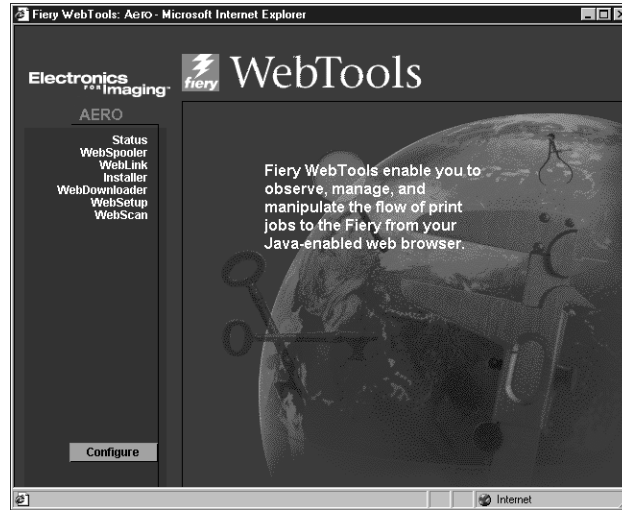 Fiery WebTools: Aero - Microsoft Internet Explorer
Electronics
FOR Imaging
fiery
WebTools
AERO
Status
WebSpooler
WebLink
Installer
WebDownloader
WebSetup
WebScan
Fiery WebTools enable you to
observe, manage, and
manipulate the flow of print
jobs to the Fiery from your
Java-enabled web browser.
Configure
Internet